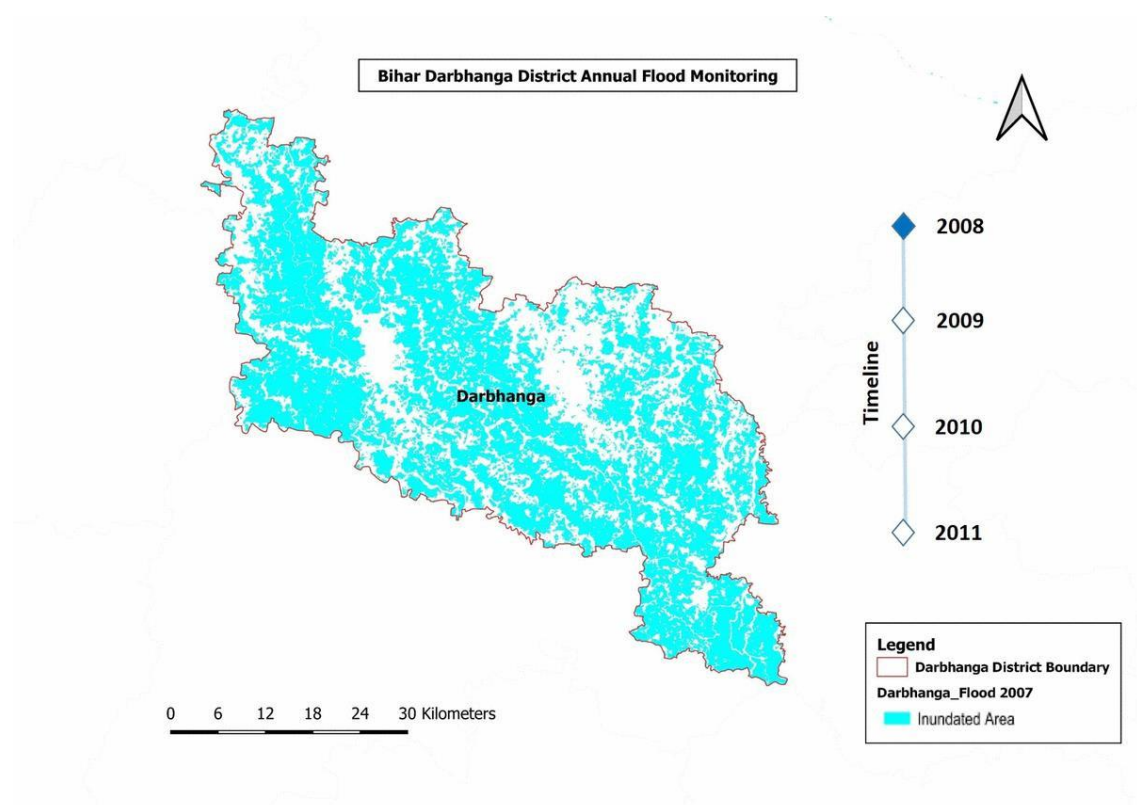 Bihar Darbhanga District Annual Flood Monitoring
2008
2009
Timeline
2010
2011
Darbhanga
Legend
Darbhanga District Boundary
Darbhanga_Flood 2007
Inundated Area
0 6 12 18 24 30 Kilometers